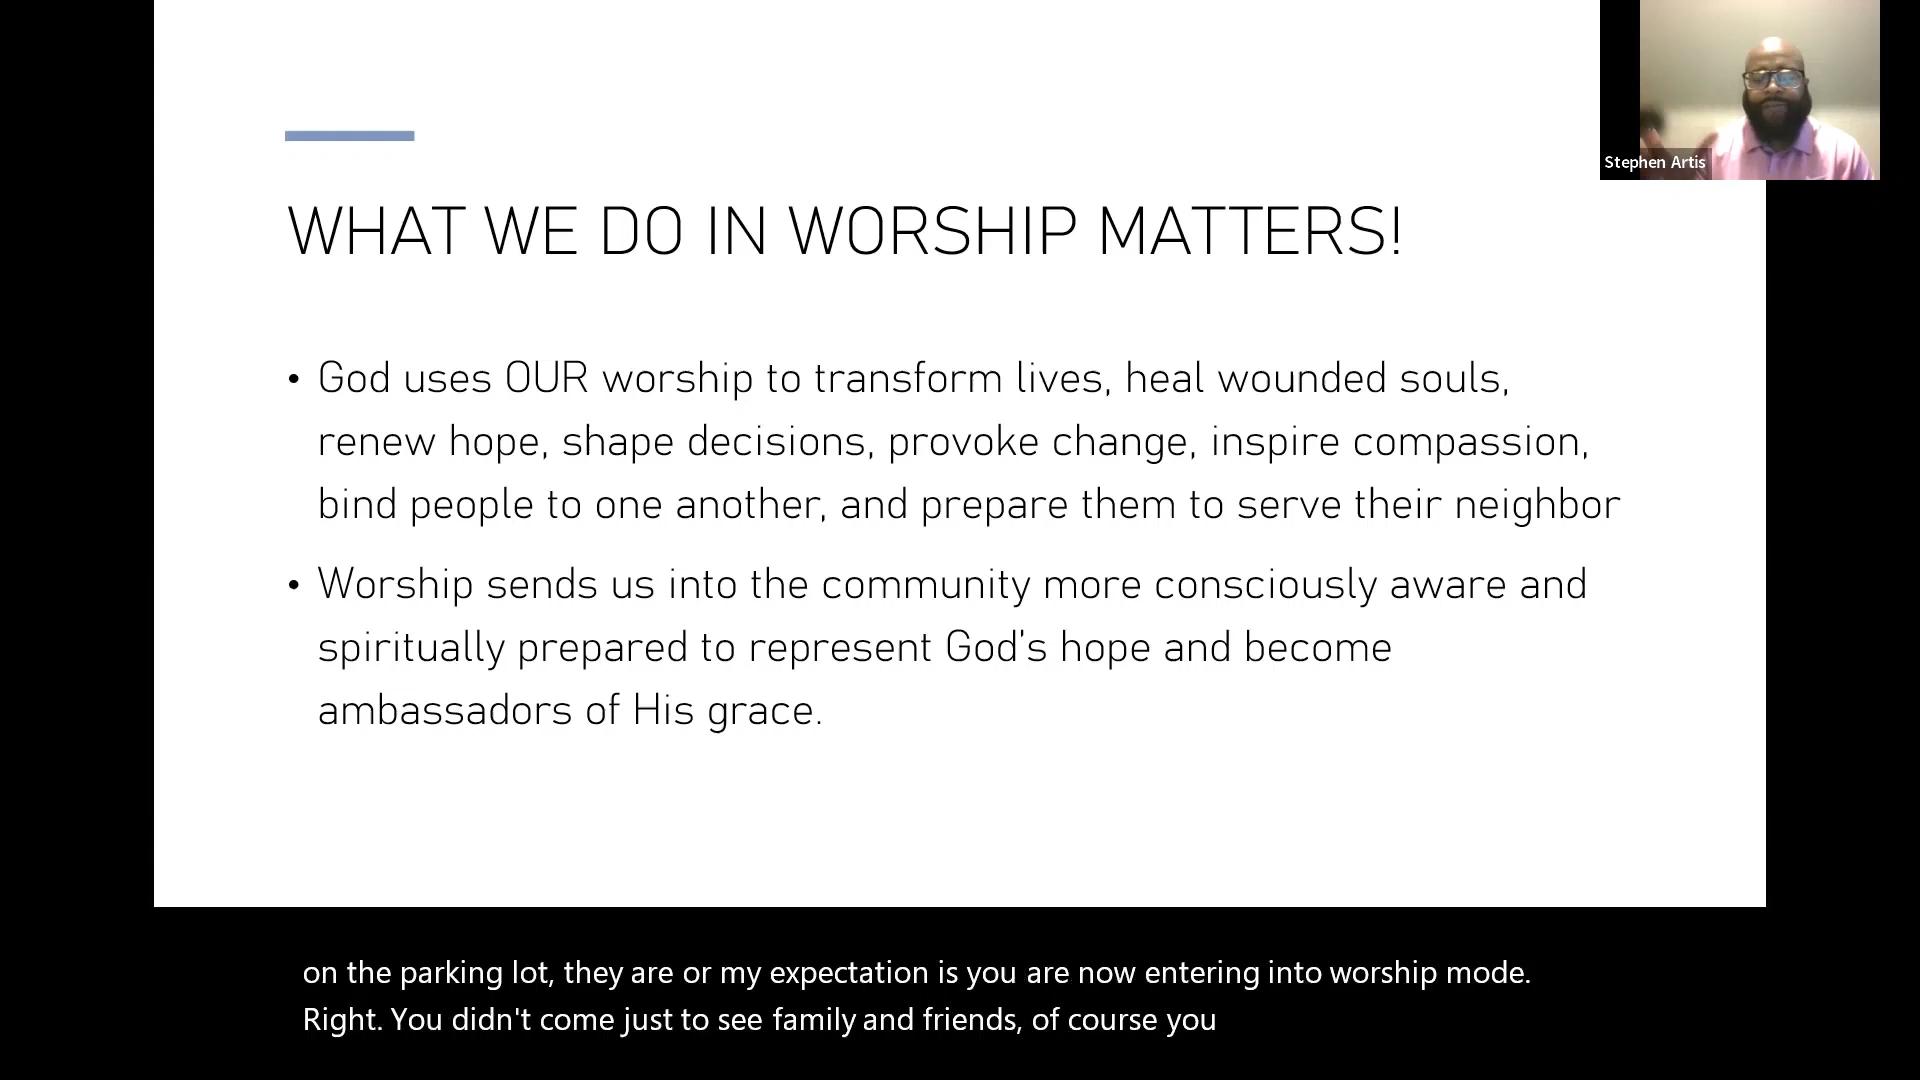 Stephen Artis
WHAT WE DO IN WORSHIP MATTERS!
• God uses OUR worship to transform lives, heal wounded souls,
renew hope, shape decisions, provoke change, inspire compassion,
bind people to one another, and prepare them to serve their neighbor
• Worship sends us into the community more consciously aware and
spiritually prepared to represent God's hope and become
ambassadors of His grace.
on the parking lot, they are or my expectation is you are now entering into worship mode.
Right. You didn't come just to see family and friends, of course you